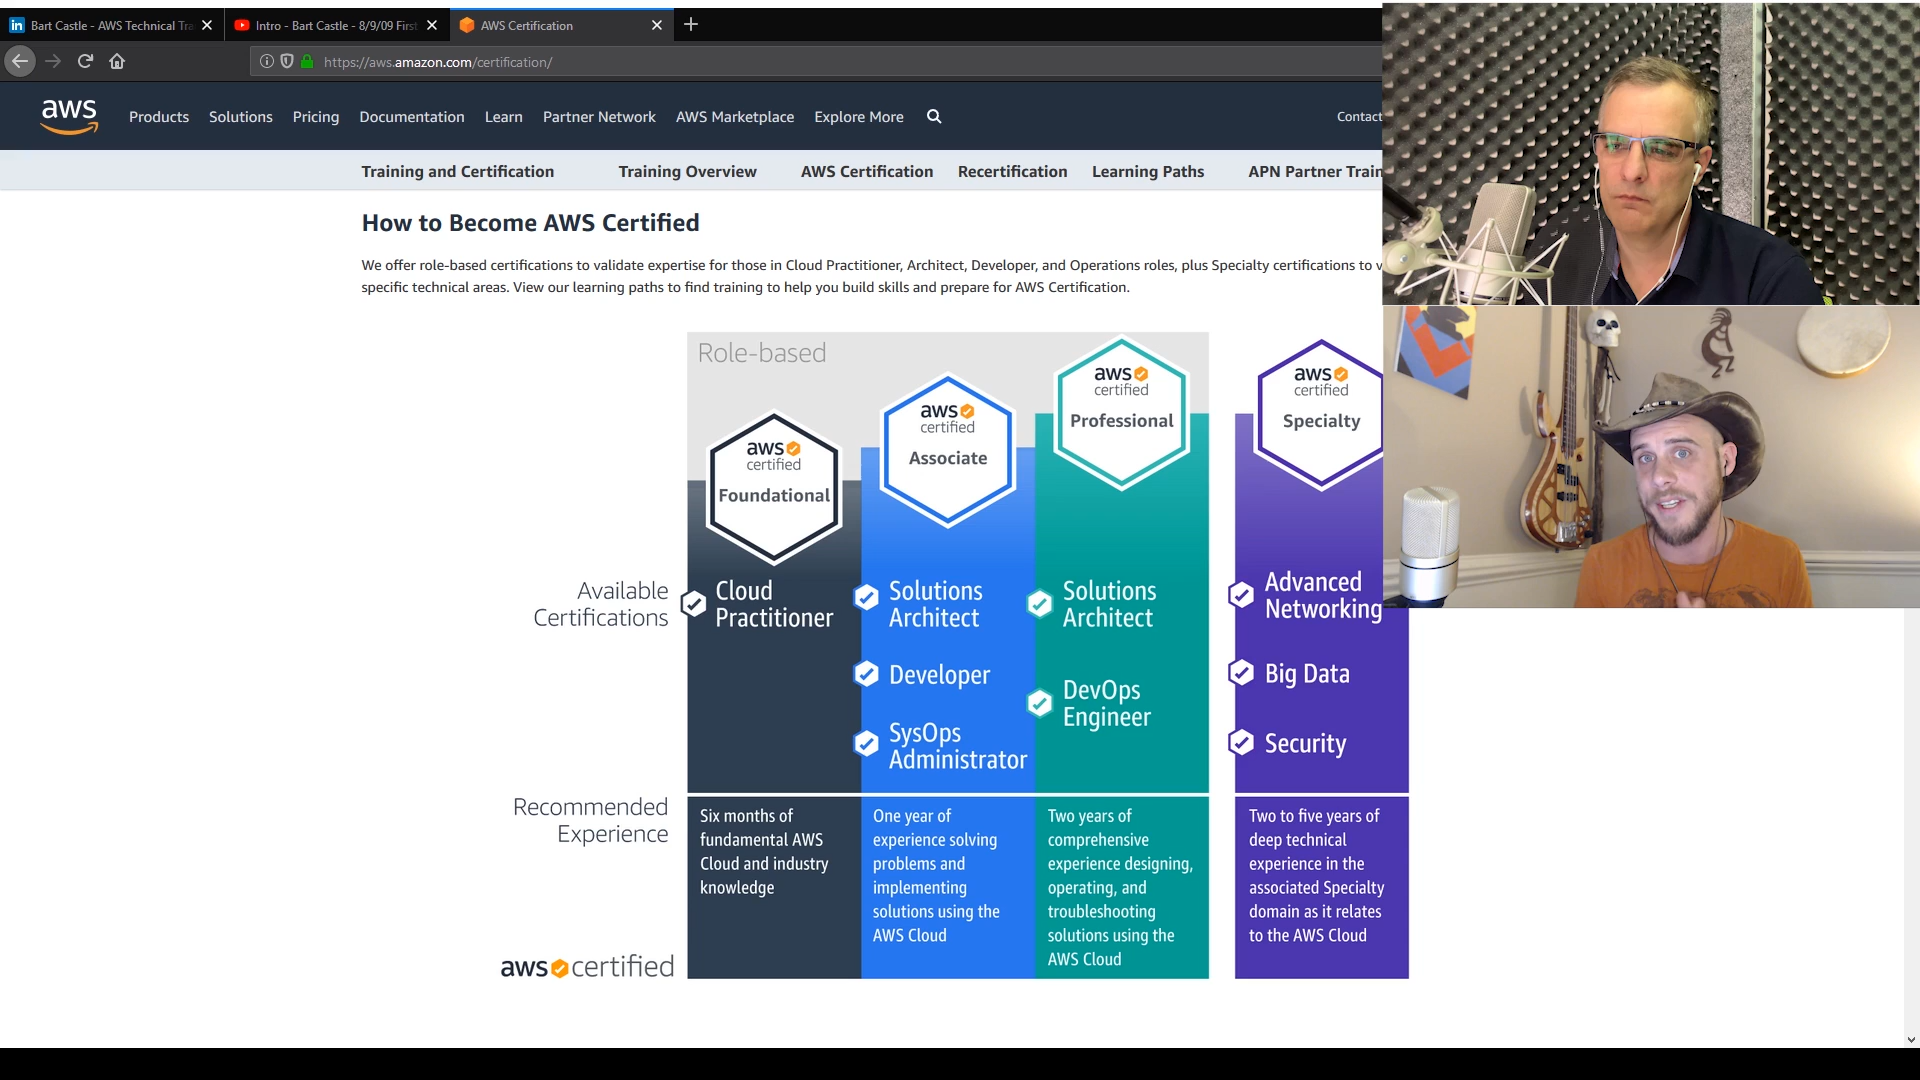 Bart Castle - AWS Technical Tra
Intro - Bart Castle - 8/9/09 First
AWS Certification
https://aws.amazon.com/certification/
aws
Products
Solutions
Pricing
Documentation
Learn
Partner Network
AWS Marketplace
Explore More
Contact
Training and Certification
Training Overview
AWS Certification
Recertification
Learning Paths
APN Partner Train
How to Become AWS Certified
We offer role-based certifications to validate expertise for those in Cloud Practitioner, Architect, Developer, and Operations roles, plus Specialty certifications to v
specific technical areas. View our learning paths to find training to help you build skills and prepare for AWS Certification.
Role-based
aws
certified
Foundational
aws
certified
Associate
aws
certified
Professional
aws
certified
Specialty
Available
Certifications
Cloud
Practitioner
Solutions
Architect
Developer
SysOps
Administrator
Solutions
Architect
DevOps
Engineer
Advanced
Networking
Big Data
Security
Recommended
Experience
Six months of
fundamental AWS
Cloud and industry
knowledge
One year of
experience solving
problems and
implementing
solutions using the
AWS Cloud
Two years of
comprehensive
experience designing,
operating, and
troubleshooting
solutions using the
AWS Cloud
Two to five years of
deep technical
experience in the
associated Specialty
domain as it relates
to the AWS Cloud
aws certified